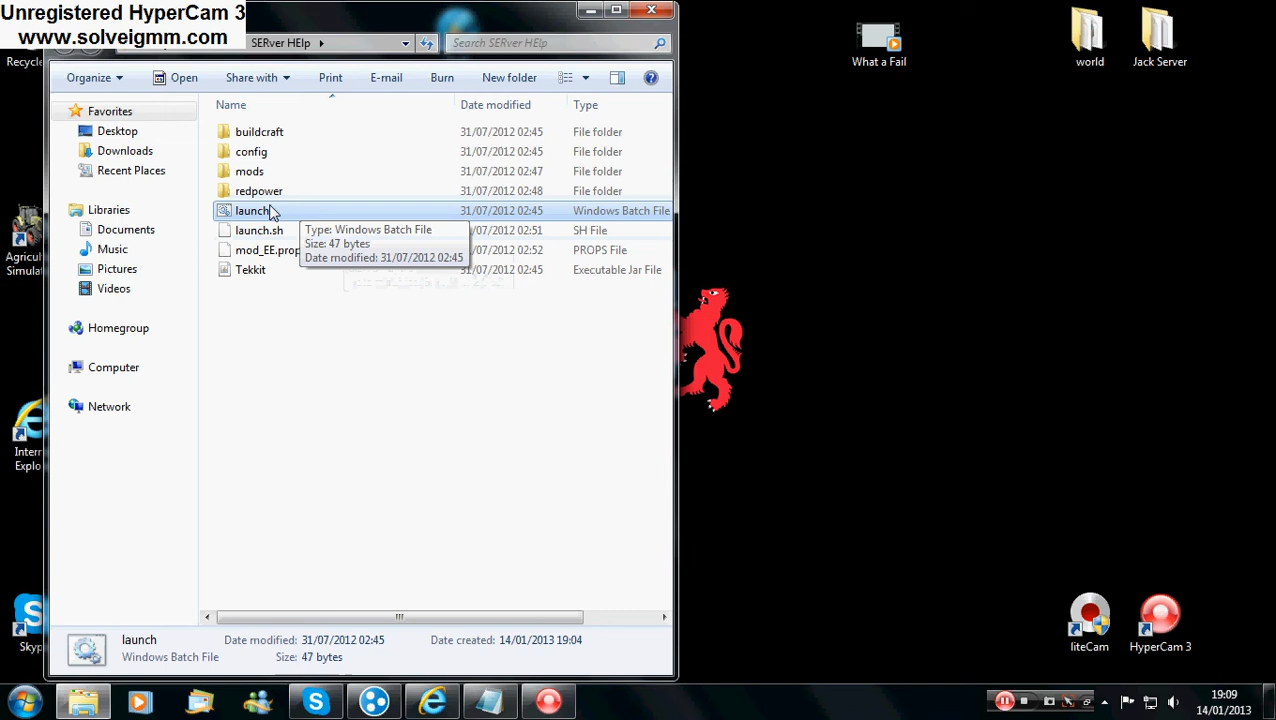 Unregistered HyperCam 3
www.solveigmm.com
Recycle
SERver HElp
Search SERver HElp
What a Fail
world
Jack Server
Organize
Open
Share with
Print
E-mail
Burn
New folder
Name
Date modified
Type
Favorites
Desktop
Downloads
Recent Places
Libraries
Documents
Music
Pictures
Videos
Homegroup
Computer
Network
buildcraft 31/07/2012 02:45 File folder
config 31/07/2012 02:45 File folder
mods 31/07/2012 02:47 File folder
redpower 31/07/2012 02:48 File folder
launch 31/07/2012 02:45 Windows Batch File
launch.sh 31/07/2012 02:51 SH File
mod_EE.prop 31/07/2012 02:52 PROPS File
Tekkit 31/07/2012 02:45 Executable Jar File
Type: Windows Batch File
Size: 47 bytes
Date modified: 31/07/2012 02:45
Agricu
Simulat
Intern
Explo
Skyp
launch Date modified: 31/07/2012 02:45 Date created: 14/01/2013 19:04
Windows Batch File Size: 47 bytes
liteCam
HyperCam 3
19:09
14/01/2013